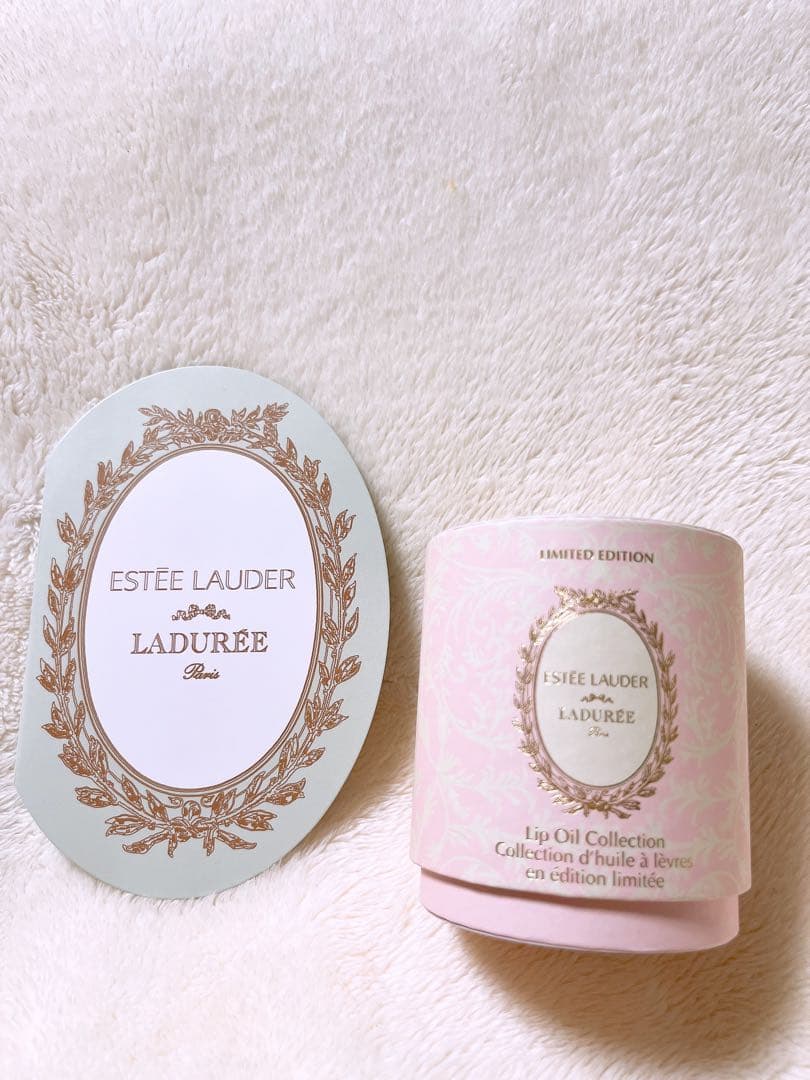 ESTĒE LAUDER
LADURÉE
Paris
LIMITED EDITION
ESTĒE LAUDER
LADURÉE
Paris
Lip Oil Collection
Collection d'huile à lèvres
en édition limitée